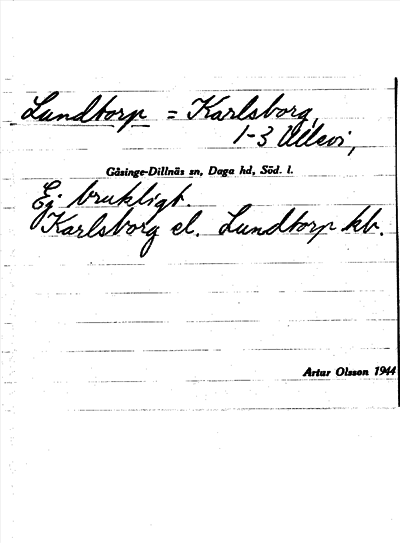 Lundtorp = Karlsborg,
1-3 Ullevi,
Gåsinge-Dillnäs sn, Daga hd, Söd. l.
Ej brukligt.
Karlsborg el. Lundtorp kb.
Artur Olsson 1944